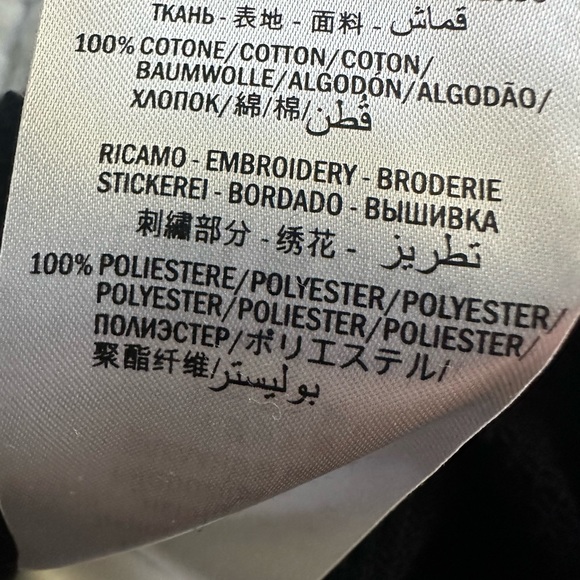 ТКАНЬ - 表地 - 面料 - قماش
100% COTONE/COTTON/COTON/
BAUMWOLLE/ALGODÓN/ALGODÃO/
ХЛОПОК/綿/棉/قطن
RICAMO - EMBROIDERY - BRODERIE
STICKEREI - BORDADO - ВЫШИВКА
刺繍部分 - 绣花 - تطريز
100% POLIESTERE/POLYESTER/POLYESTER/
POLYESTER/POLIESTER/POLIESTER/
ПОЛИЭСТЕР/ポリエステル/
聚酯纤维/بوليستر